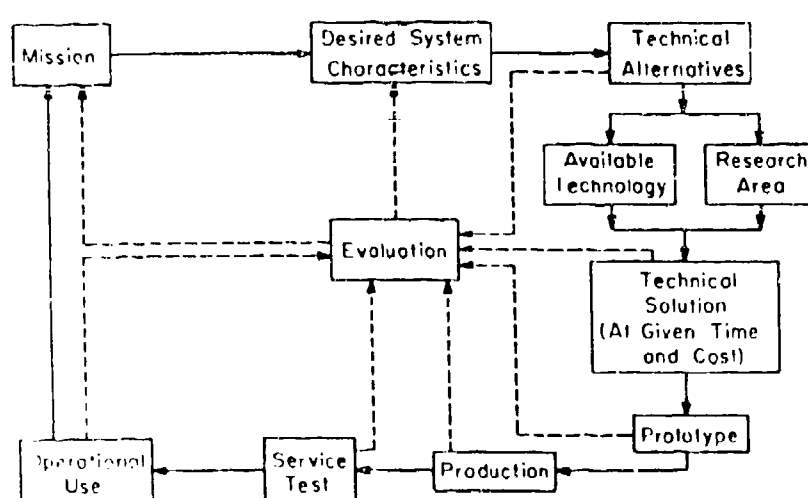 Mission
Desired System
Characteristics
Technical
Alternatives
Available
Technology
Research
Area
Evaluation
Technical
Solution
(At Given Time
and Cost)
Prototype
Production
Service
Test
Operational
Use